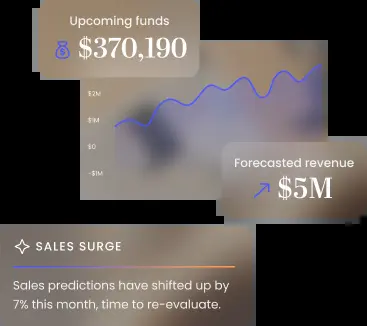 Upcoming funds
$370,190
$2M
$1M
$0
-$1M
Forecasted revenue
$5M
SALES SURGE
Sales predictions have shifted up by
7% this month, time to re-evaluate.